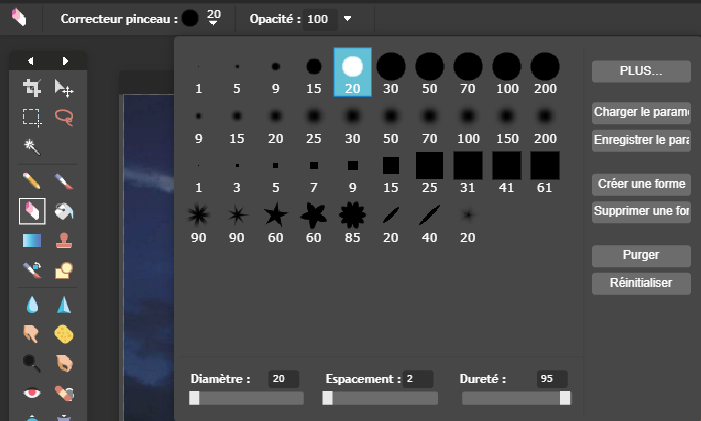 Correcteur pinceau : 20 Opacité : 100
1 5 9 15 20 30 50 70 100 200
PLUS...
9 15 20 25 30 50 70 100 150 200
Charger le param
Enregistrer le para
1 3 5 7 9 15 25 31 41 61
Créer une forme
Supprimer une for
90 90 60 60 85 20 40 20
Purger
Réinitialiser
Diamètre : 20 Espacement : 2 Dureté : 95